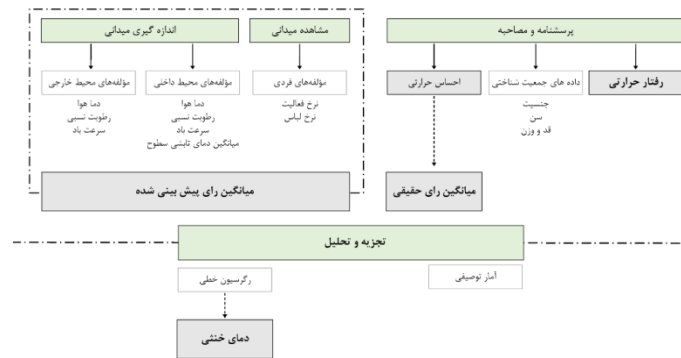 پرسشنامه و مصاحبه
مشاهده میدانی
اندازه گیری میدانی
رفتار حرارتی
داده های جمعیت شناختی
جنسیت
سن
قد و وزن
احساس حرارتی
مؤلفه‌های فردی
نرخ فعالیت
نرخ لباس
مؤلفه‌های محیط داخلی
دما هوا
رطوبت نسبی
سرعت باد
میانگین دمای تابشی سطوح
مؤلفه‌های محیط خارجی
دما هوا
رطوبت نسبی
سرعت باد
میانگین رای حقیقی
میانگین رای پیش بینی شده
تجزیه و تحلیل
آمار توصیفی
رگرسیون خطی
دمای خنثی